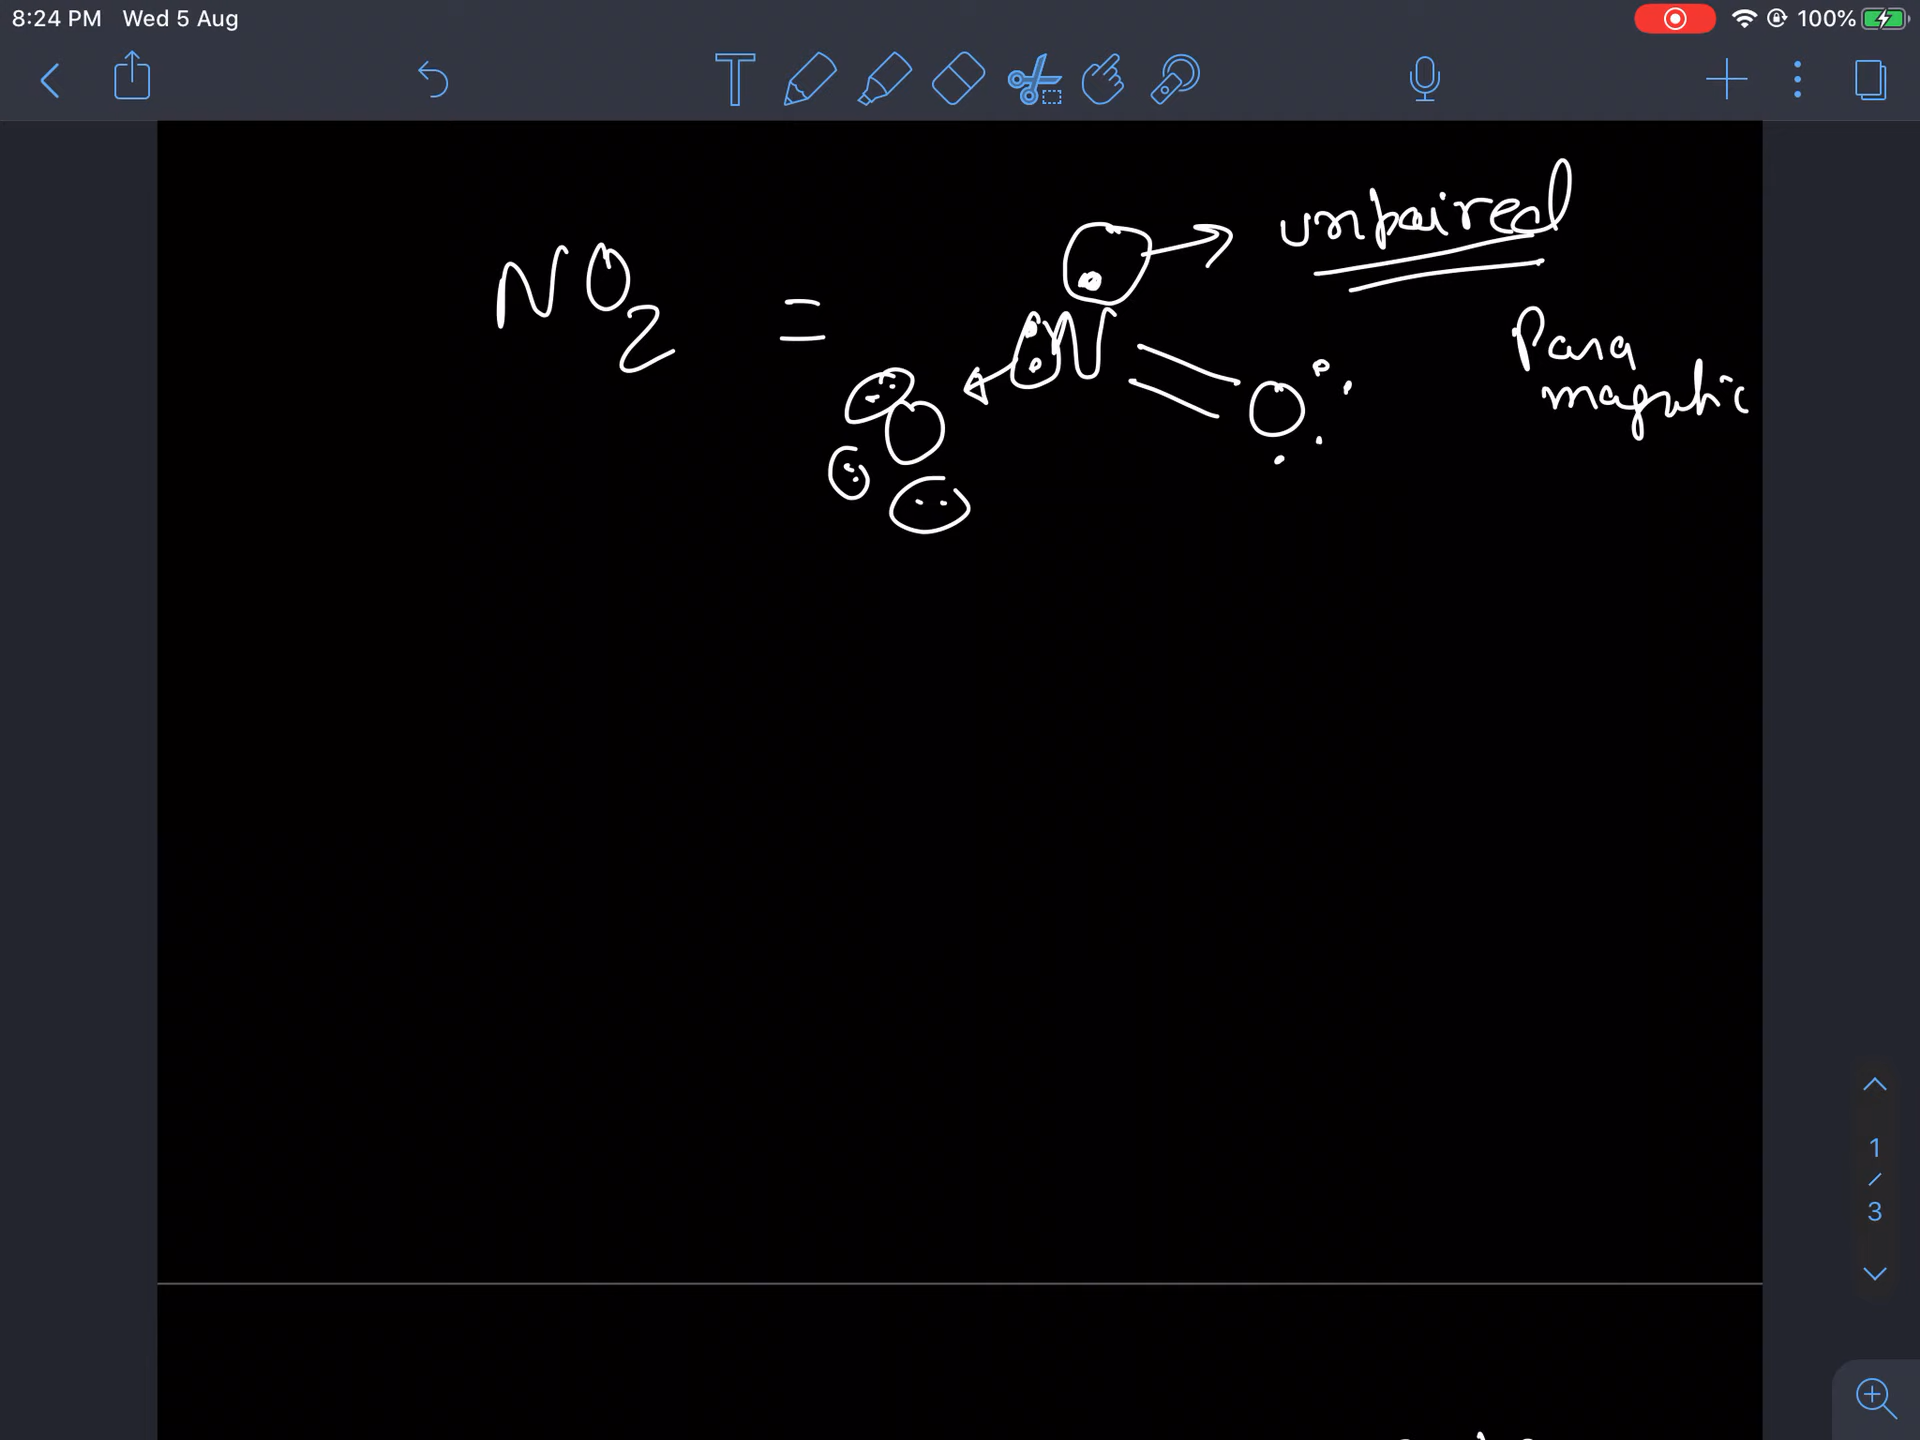 8:24 PM Wed 5 Aug
100%
T
NO2 =
unpaired
N
O
O
Para
magnetic
1
/
3